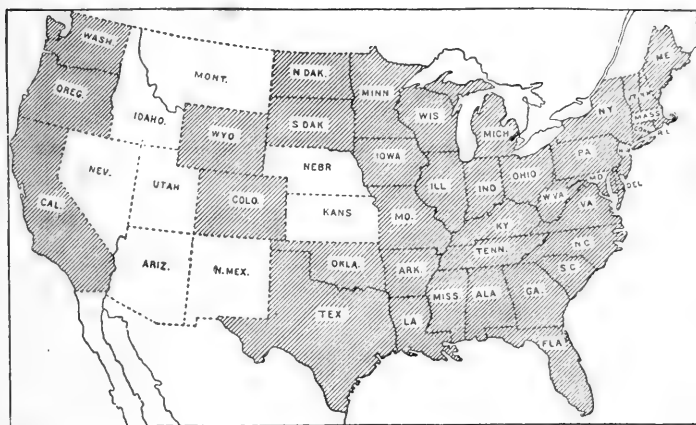 WASH.
OREG.
CAL.
NEV.
IDAHO.
MONT.
WYO
UTAH
COLO.
ARIZ.
N.MEX.
N.DAK.
S.DAK.
NEBR
KANS
OKLA.
TEX
MINN
IOWA
MO.
ARK.
LA
WIS
ILL
MICH
IND
OHIO
KY
TENN.
MISS.
ALA
GA.
FLA
S.C.
N.C.
VA
W.VA
MD
DEL
PA
NY
MASS
R.I.
ME